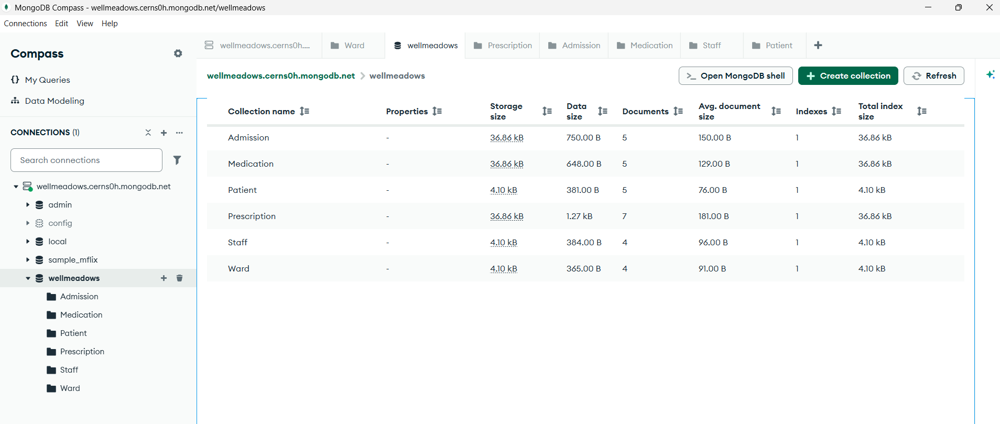 MongoDB Compass - wellmeadows.cerns0h.mongodb.net/wellmeadows
Connections Edit View Help
Compass
My Queries
Data Modeling
CONNECTIONS (1)
Search connections
wellmeadows.cerns0h.mongodb.net
admin
config
local
sample_mflix
wellmeadows
Admission
Medication
Patient
Prescription
Staff
Ward
wellmeadows.cerns0h.... Ward wellmeadows Prescription Admission Medication Staff Patient
wellmeadows.cerns0h.mongodb.net > wellmeadows
>_ Open MongoDB shell + Create collection Refresh
Collection name Properties Storage size Data size Documents Avg. document size Indexes Total index size
Admission - 36.86 kB 750.00 B 5 150.00 B 1 36.86 kB
Medication - 36.86 kB 648.00 B 5 129.00 B 1 36.86 kB
Patient - 4.10 kB 381.00 B 5 76.00 B 1 4.10 kB
Prescription - 36.86 kB 1.27 kB 7 181.00 B 1 36.86 kB
Staff - 4.10 kB 384.00 B 4 96.00 B 1 4.10 kB
Ward - 4.10 kB 365.00 B 4 91.00 B 1 4.10 kB